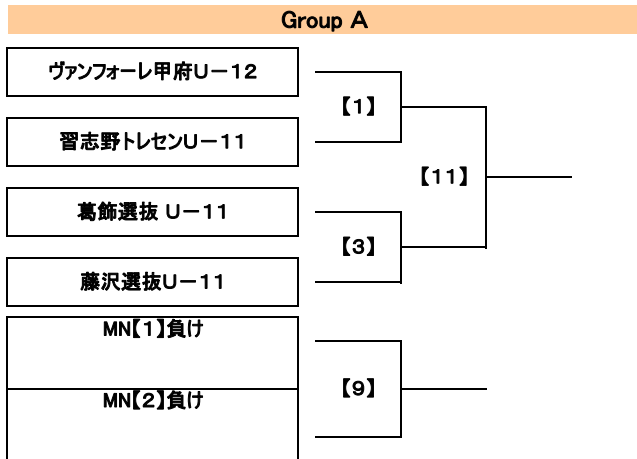 Group A
ヴァンフォーレ甲府U－12
【1】
習志野トレセンU－11
【11】
葛飾選抜 U－11
【3】
藤沢選抜U－11
MN【1】負け
【9】
MN【2】負け